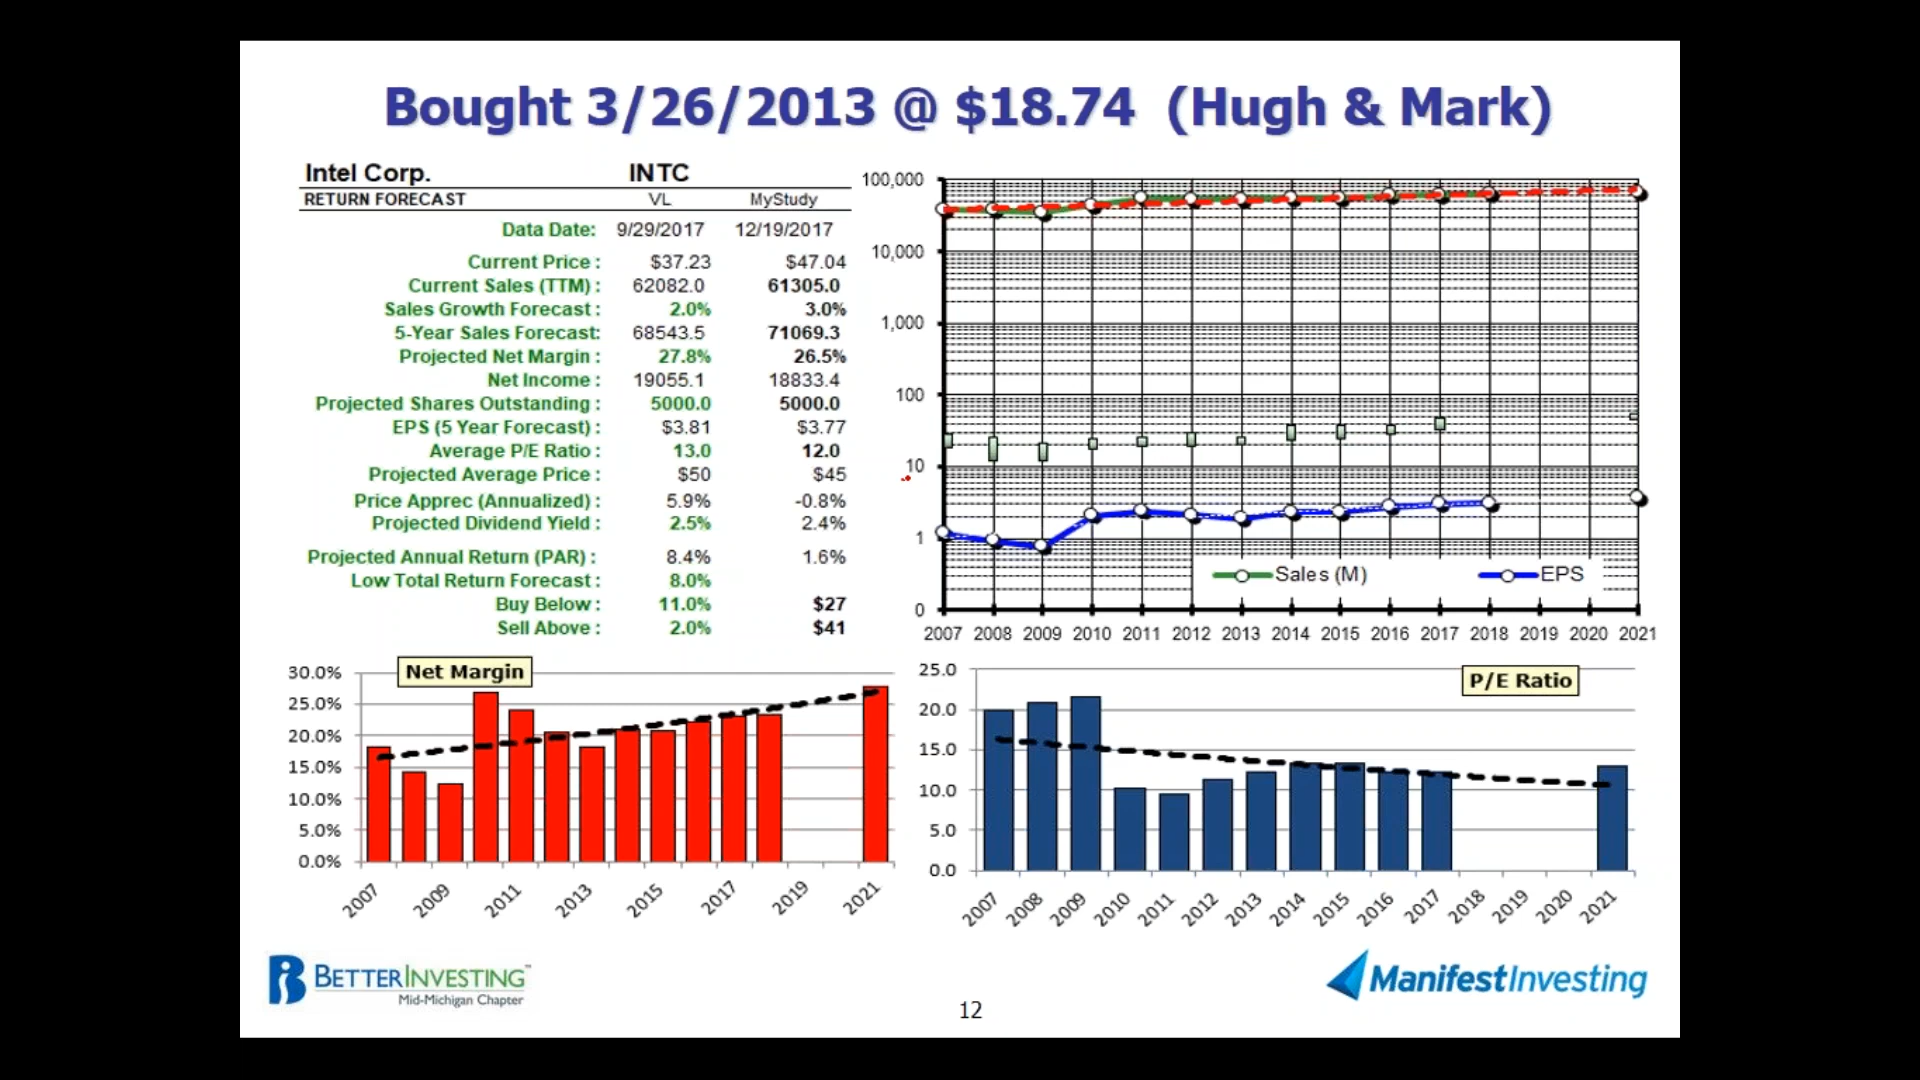 Bought 3/26/2013 @ $18.74 (Hugh & Mark)
Intel Corp. INTC
RETURN FORECAST VL MyStudy
Data Date: 9/29/2017 12/19/2017
Current Price : $37.23 $47.04
Current Sales (TTM) : 62082.0 61305.0
Sales Growth Forecast : 2.0% 3.0%
5-Year Sales Forecast: 68543.5 71069.3
Projected Net Margin : 27.8% 26.5%
Net Income : 19055.1 18833.4
Projected Shares Outstanding : 5000.0 5000.0
EPS (5 Year Forecast) : $3.81 $3.77
Average P/E Ratio : 13.0 12.0
Projected Average Price : $50 $45
Price Apprec (Annualized) : 5.9% -0.8%
Projected Dividend Yield : 2.5% 2.4%
Projected Annual Return (PAR) : 8.4% 1.6%
Low Total Return Forecast : 8.0%
Buy Below : 11.0% $27
Sell Above : 2.0% $41
100,000
10,000
1,000
100
10
1
0
Sales (M) EPS
2007 2008 2009 2010 2011 2012 2013 2014 2015 2016 2017 2018 2019 2020 2021
Net Margin
30.0%
25.0%
20.0%
15.0%
10.0%
5.0%
0.0%
2007 2009 2011 2013 2015 2017 2019 2021
P/E Ratio
25.0
20.0
15.0
10.0
5.0
0.0
2007 2008 2009 2010 2011 2012 2013 2014 2015 2016 2017 2018 2019 2020 2021
BETTERINVESTING™
Mid-Michigan Chapter
12
ManifestInvesting